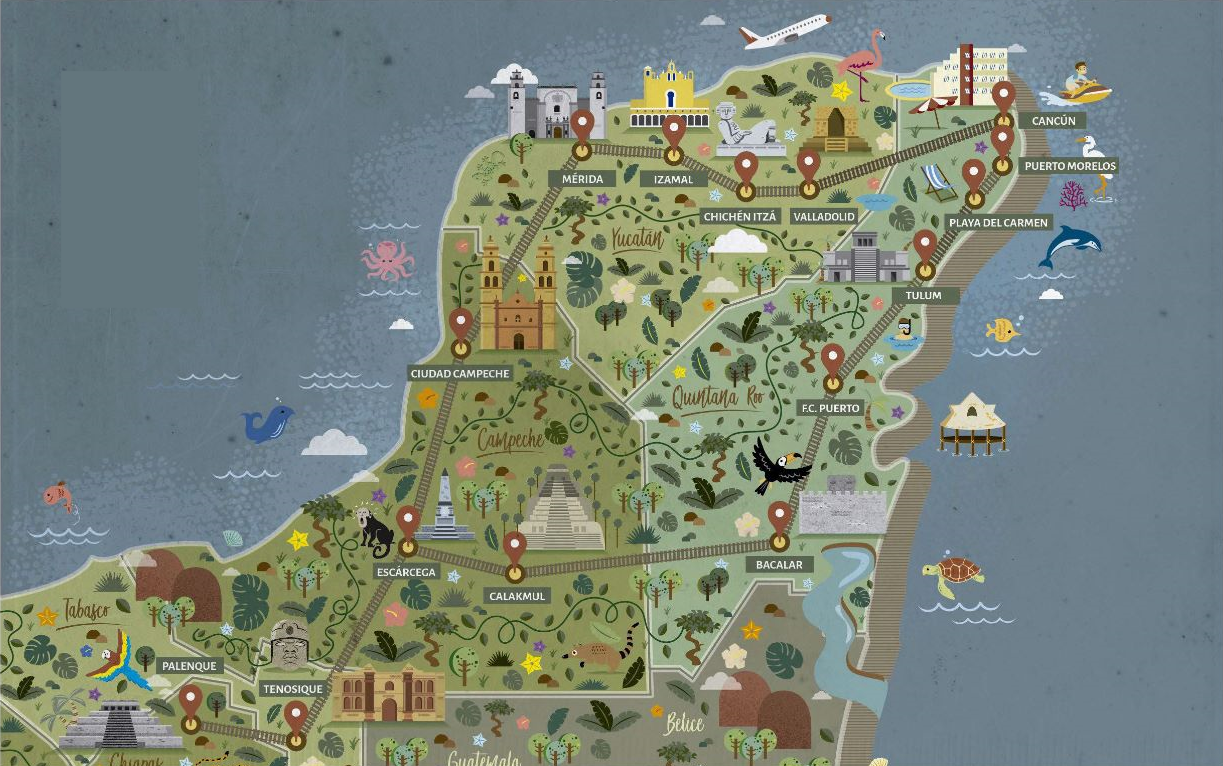 CANCÚN
PUERTO MORELOS
MÉRIDA
IZAMAL
CHICHÉN ITZÁ
VALLADOLID
PLAYA DEL CARMEN
Yucatán
TULUM
CIUDAD CAMPECHE
Quintana Roo
F.C. PUERTO
Campeche
BACALAR
ESCÁRCEGA
CALAKMUL
Tabasco
PALENQUE
TENOSIQUE
Belice
Guatemala